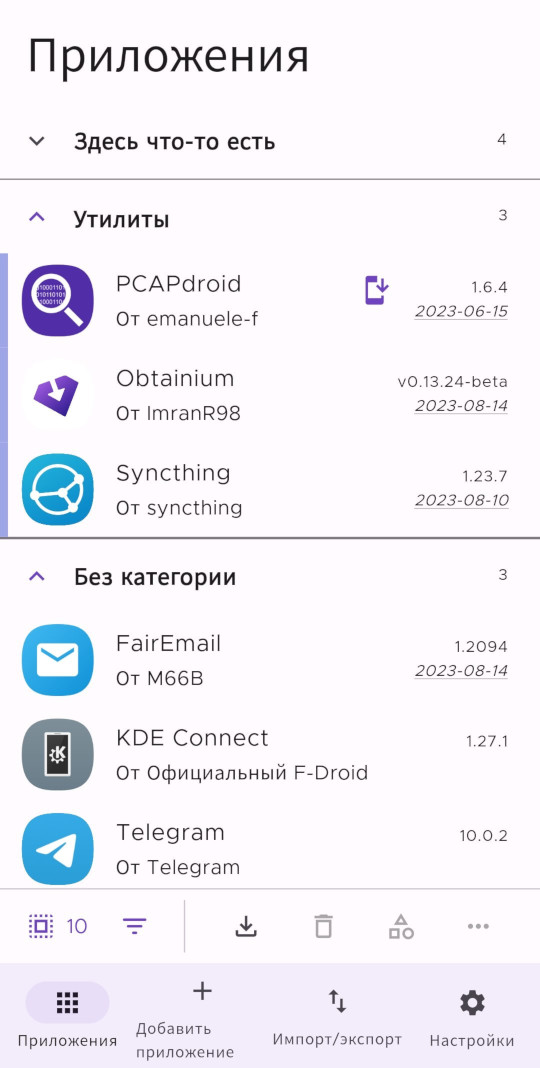 Приложения
Здесь что-то есть 4
Утилиты 3
PCAPdroid 1.6.4
От emanuele-f 2023-06-15
Obtainium v0.13.24-beta
От ImranR98 2023-08-14
Syncthing 1.23.7
От syncthing 2023-08-10
Без категории 3
FairEmail 1.2094
От M66B 2023-08-14
KDE Connect 1.27.1
От Официальный F-Droid
Telegram 10.0.2
От Telegram
10
Приложения
Добавить
приложение
Импорт/экспорт
Настройки